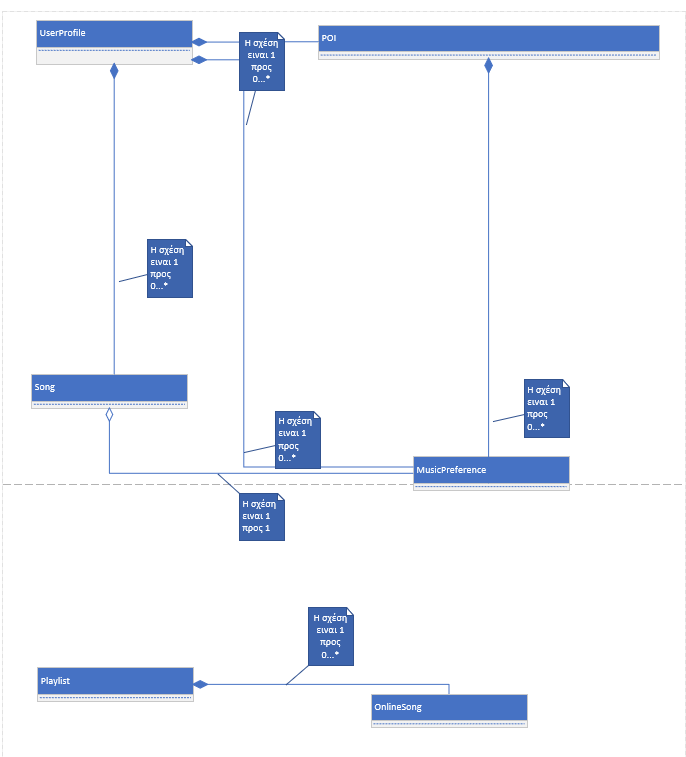 UserProfile
POI
Η σχέση
ειναι 1
προς
0...*
Η σχέση
ειναι 1
προς
0...*
Song
Η σχέση
ειναι 1
προς
0...*
Η σχέση
ειναι 1
προς
0...*
MusicPreference
Η σχέση
ειναι 1
προς 1
Η σχέση
ειναι 1
προς
0...*
Playlist
OnlineSong